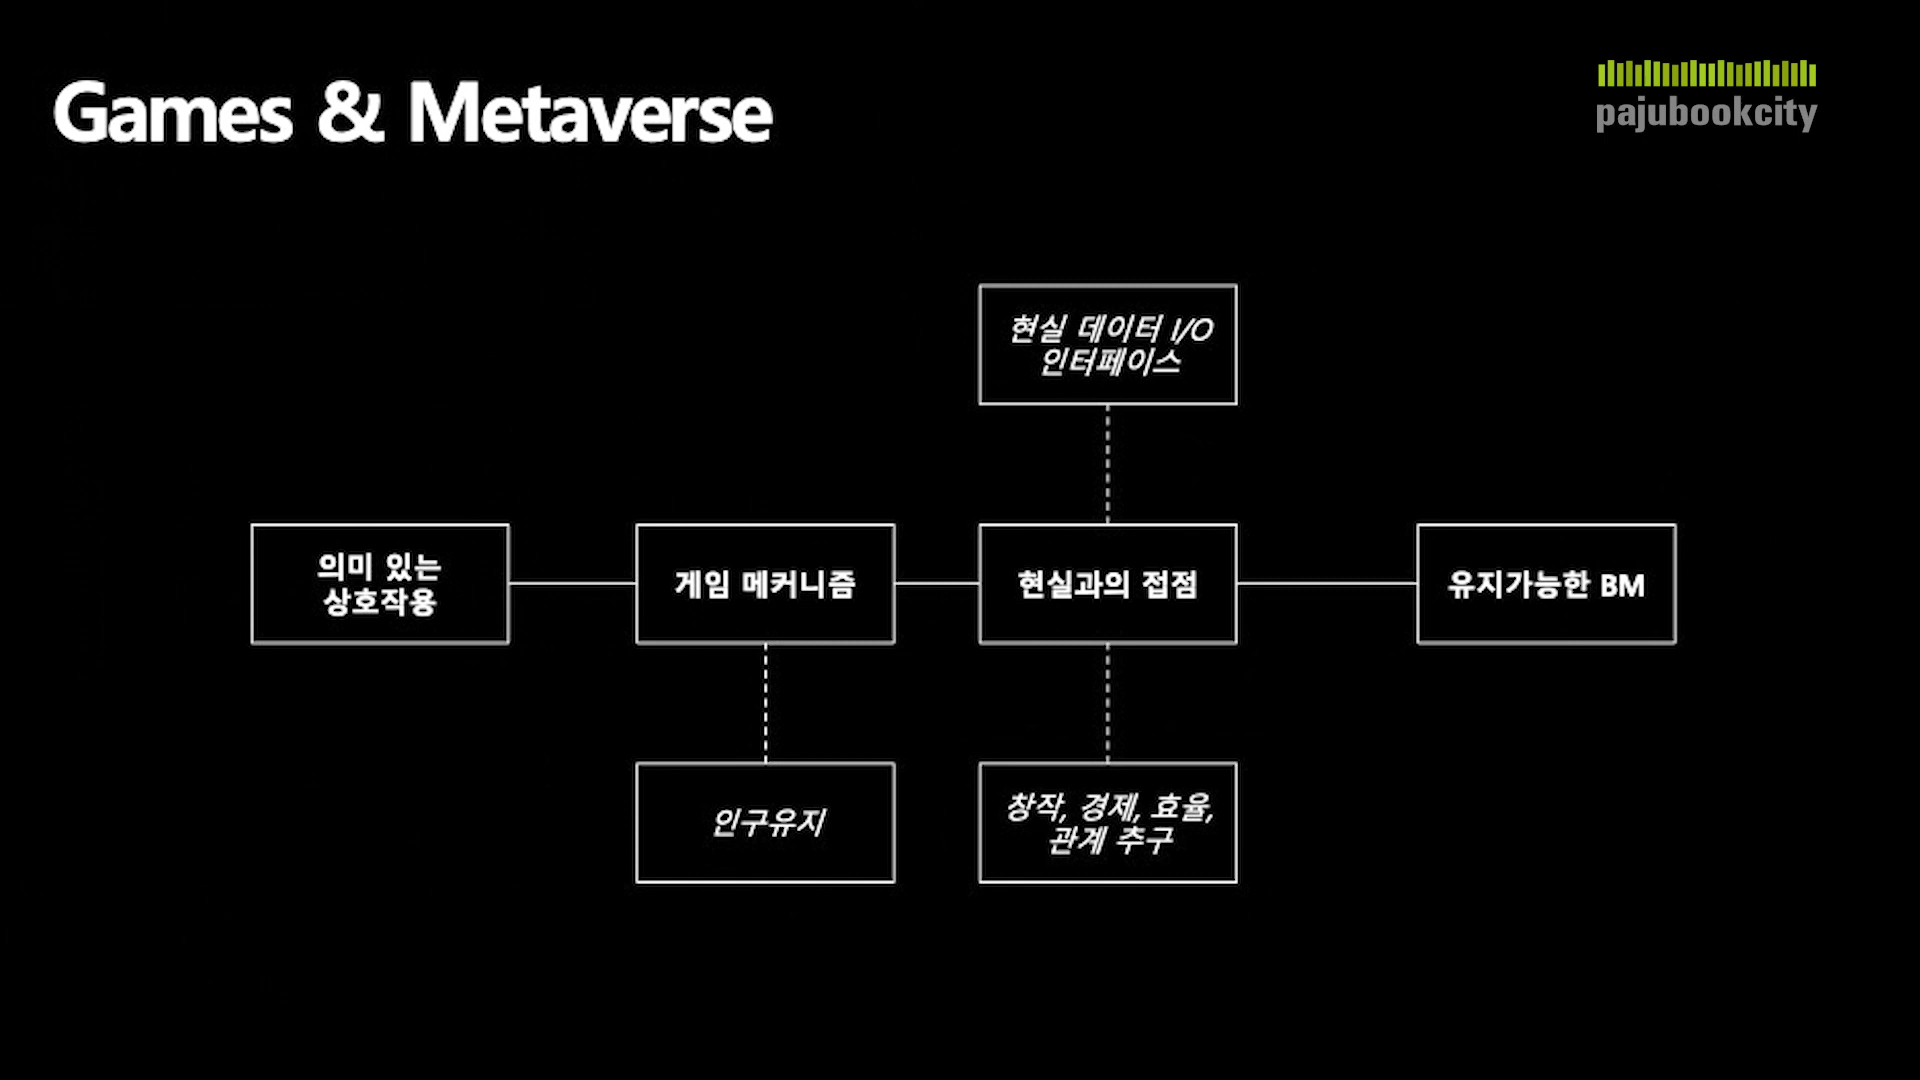 Games & Metaverse
pajubookcity
현실 데이터 I/O
인터페이스
의미 있는
상호작용
게임 메커니즘
현실과의 접점
유지가능한 BM
인구유지
창작, 경제, 효율,
관계 추구